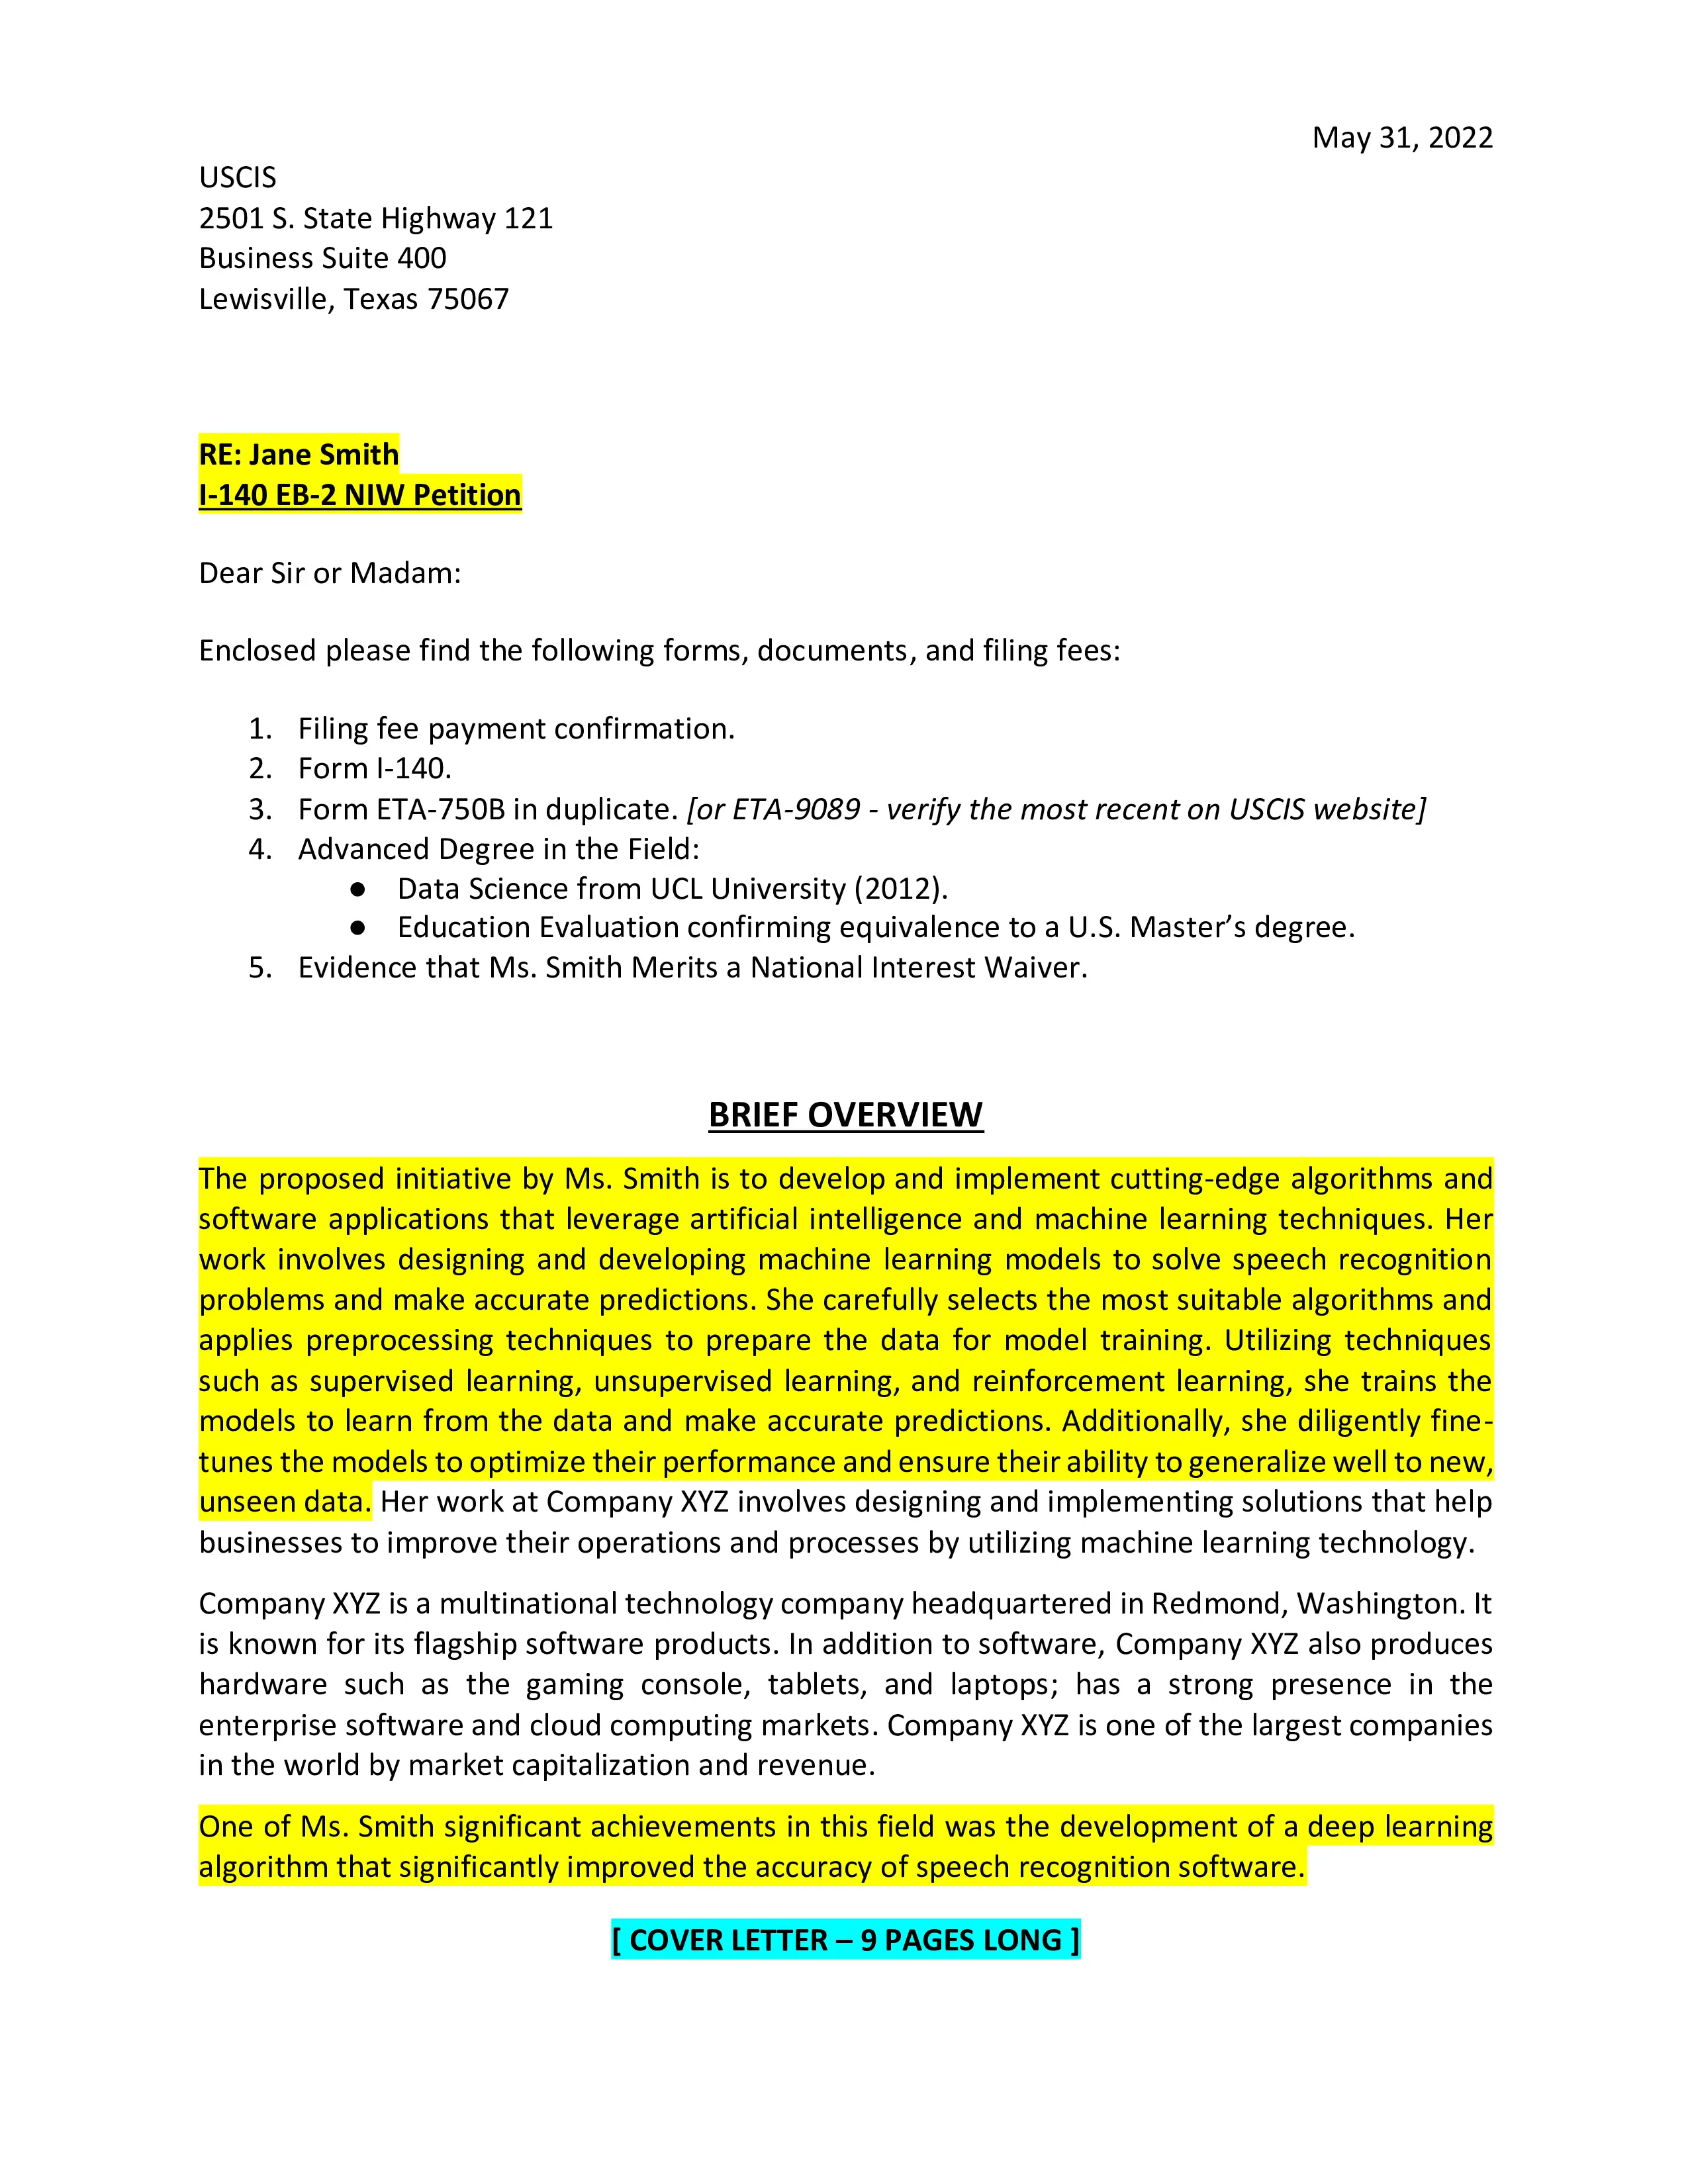 May 31, 2022
USCIS
2501 S. State Highway 121
Business Suite 400
Lewisville, Texas 75067
RE: Jane Smith
I-140 EB-2 NIW Petition
Dear Sir or Madam:
Enclosed please find the following forms, documents, and filing fees:
1. Filing fee payment confirmation.
2. Form I-140.
3. Form ETA-750B in duplicate. [or ETA-9089 - verify the most recent on USCIS website]
4. Advanced Degree in the Field:
● Data Science from UCL University (2012).
● Education Evaluation confirming equivalence to a U.S. Master’s degree.
5. Evidence that Ms. Smith Merits a National Interest Waiver.
BRIEF OVERVIEW
The proposed initiative by Ms. Smith is to develop and implement cutting-edge algorithms and
software applications that leverage artificial intelligence and machine learning techniques. Her
work involves designing and developing machine learning models to solve speech recognition
problems and make accurate predictions. She carefully selects the most suitable algorithms and
applies preprocessing techniques to prepare the data for model training. Utilizing techniques
such as supervised learning, unsupervised learning, and reinforcement learning, she trains the
models to learn from the data and make accurate predictions. Additionally, she diligently fine-
tunes the models to optimize their performance and ensure their ability to generalize well to new,
unseen data. Her work at Company XYZ involves designing and implementing solutions that help
businesses to improve their operations and processes by utilizing machine learning technology.
Company XYZ is a multinational technology company headquartered in Redmond, Washington. It
is known for its flagship software products. In addition to software, Company XYZ also produces
hardware such as the gaming console, tablets, and laptops; has a strong presence in the
enterprise software and cloud computing markets. Company XYZ is one of the largest companies
in the world by market capitalization and revenue.
One of Ms. Smith significant achievements in this field was the development of a deep learning
algorithm that significantly improved the accuracy of speech recognition software.
[ COVER LETTER – 9 PAGES LONG ]